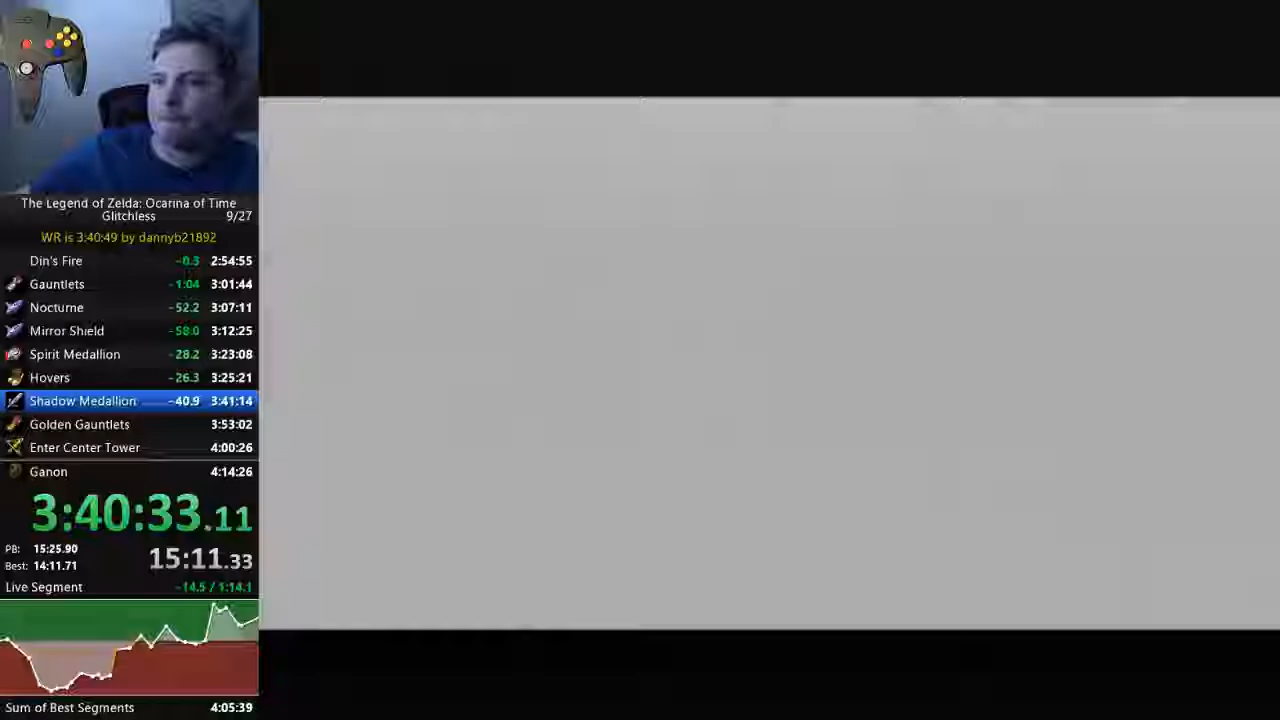 The Legend of Zelda: Ocarina of Time
Glitchless 9/27
WR is 3:40:49 by dannyb21892
Din's Fire -0.3 2:54:55
Gauntlets -1:04 3:01:44
Nocturne -52.2 3:07:11
Mirror Shield -58.0 3:12:25
Spirit Medallion -28.2 3:23:08
Hovers -26.3 3:25:21
Shadow Medallion -40.9 3:41:14
Golden Gauntlets 3:53:02
Enter Center Tower 4:00:26
Ganon 4:14:26
3:40:33.11
PB: 15:25.90
Best: 14:11.71
15:11.33
Live Segment -14.5 / 1:14.1
Sum of Best Segments 4:05:39